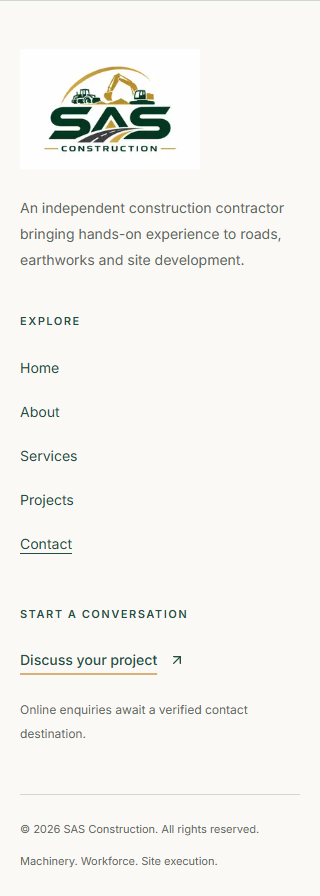 SAS
CONSTRUCTION
An independent construction contractor
bringing hands-on experience to roads,
earthworks and site development.
EXPLORE
Home
About
Services
Projects
Contact
START A CONVERSATION
Discuss your project
Online enquiries await a verified contact
destination.
© 2026 SAS Construction. All rights reserved.
Machinery. Workforce. Site execution.